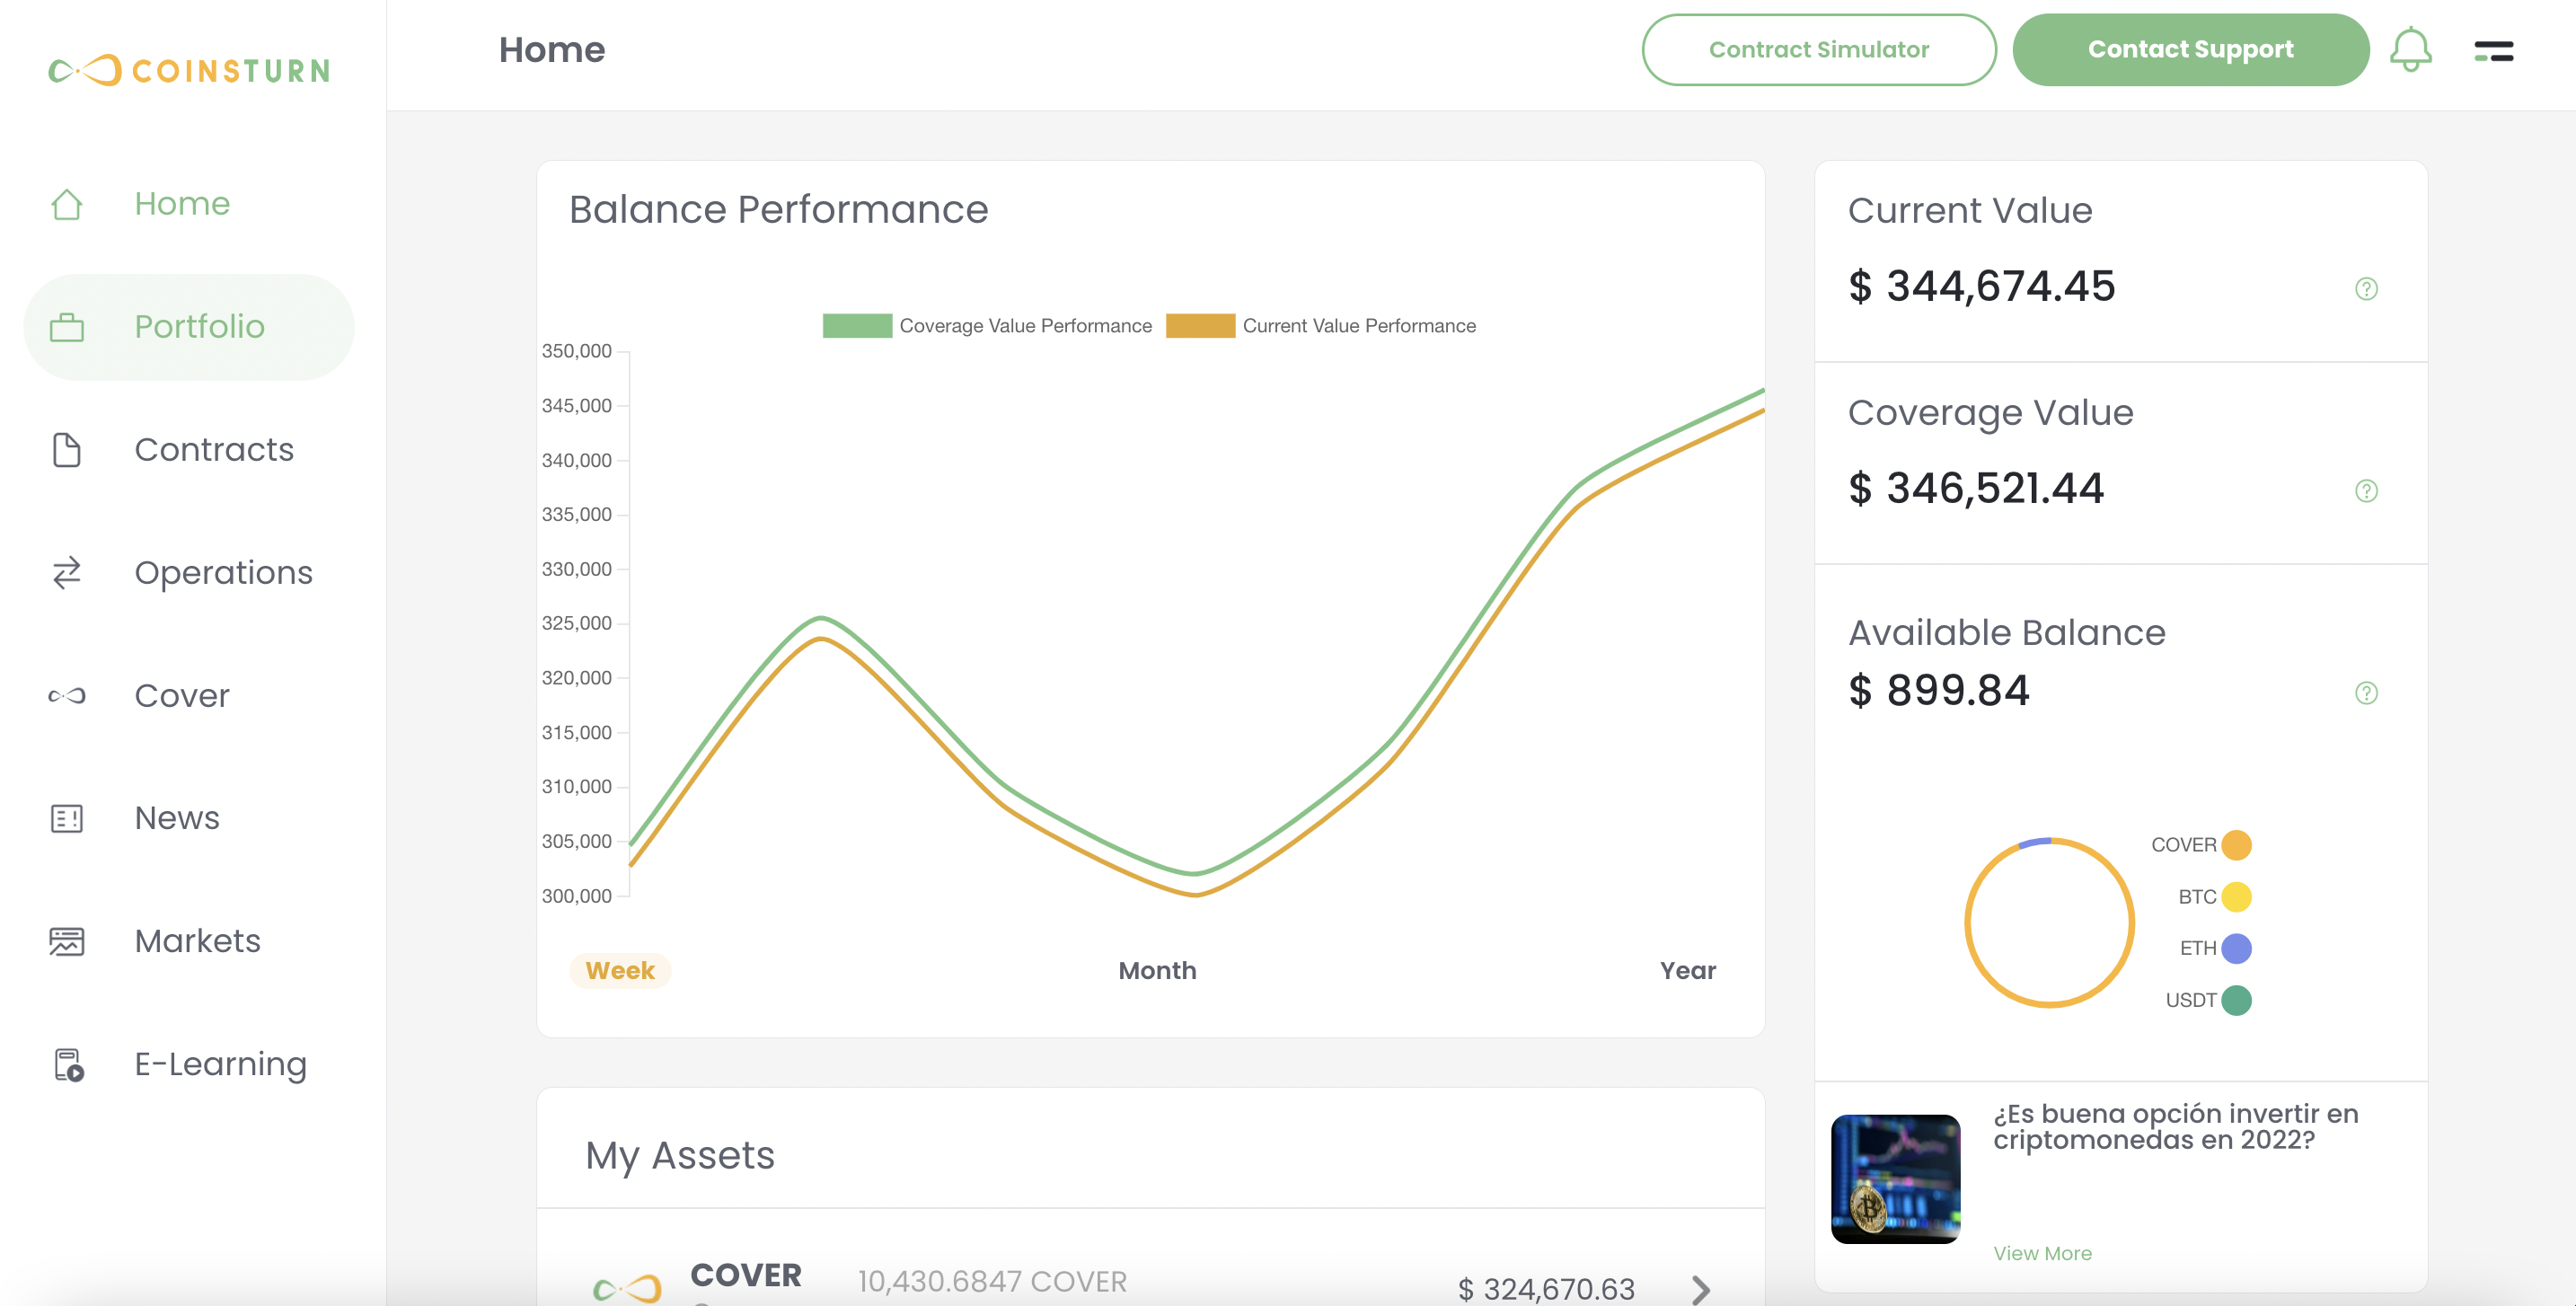 COINSTURN
Home
Contract Simulator
Contact Support
Home
Portfolio
Contracts
Operations
Cover
News
Markets
E-Learning
Balance Performance
Coverage Value Performance
Current Value Performance
350,000
345,000
340,000
335,000
330,000
325,000
320,000
315,000
310,000
305,000
300,000
Week
Month
Year
My Assets
COVER
10,430.6847 COVER
$ 324,670.63
Current Value
$ 344,674.45
?
Coverage Value
$ 346,521.44
?
Available Balance
$ 899.84
?
COVER
BTC
ETH
USDT
¿Es buena opción invertir en
criptomonedas en 2022?
View More